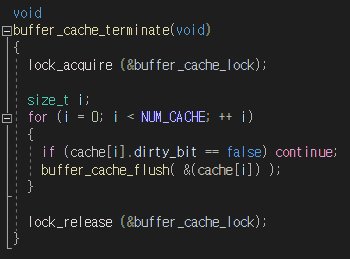 void
buffer_cache_terminate(void)
{
lock_acquire (&buffer_cache_lock);
size_t i;
for (i = 0; i < NUM_CACHE; ++ i)
{
if (cache[i].dirty_bit == false) continue;
buffer_cache_flush( &(cache[i]) );
}
lock_release (&buffer_cache_lock);
}